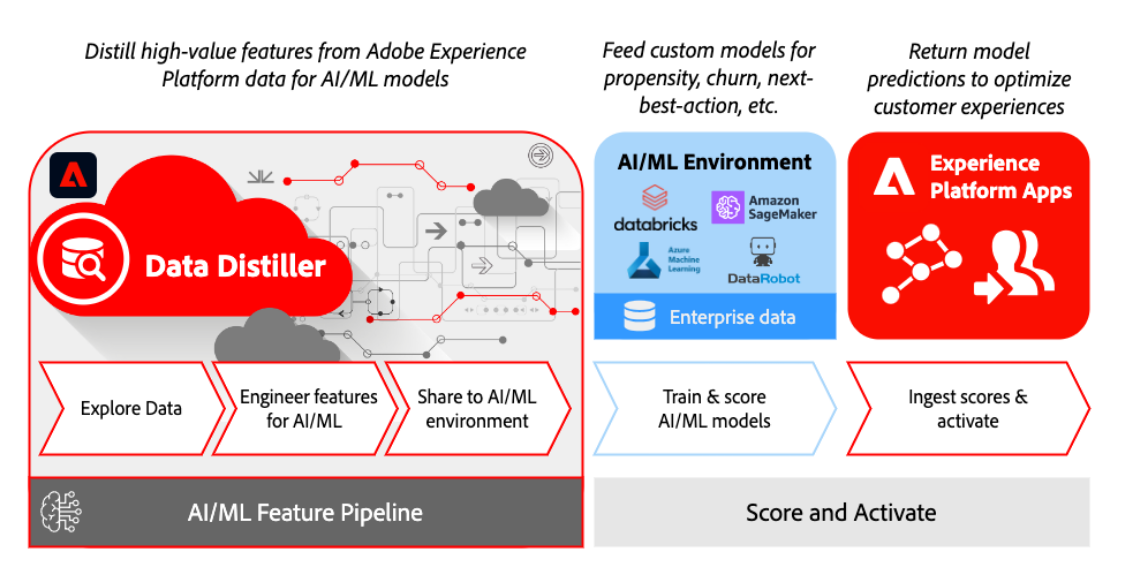 Distill high-value features from Adobe Experience
Platform data for AI/ML models
Feed custom models for
propensity, churn, next-
best-action, etc.
Return model
predictions to optimize
customer experiences
Data Distiller
AI/ML Environment
databricks
Amazon
SageMaker
Azure
Machine
Learning
DataRobot
Enterprise data
Experience
Platform Apps
Explore Data
Engineer features
for AI/ML
Share to AI/ML
environment
Train & score
AI/ML models
Ingest scores &
activate
AI/ML Feature Pipeline
Score and Activate